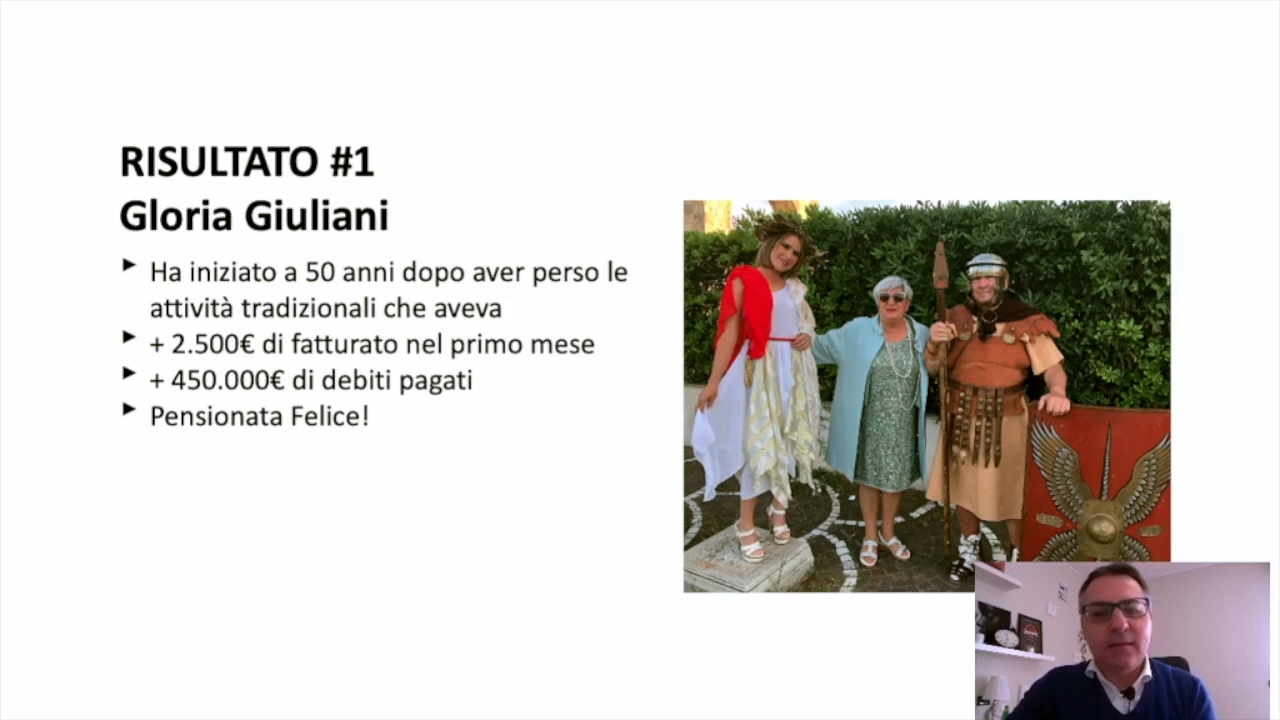 RISULTATO #1
Gloria Giuliani
Ha iniziato a 50 anni dopo aver perso le
attività tradizionali che aveva
+ 2.500€ di fatturato nel primo mese
+ 450.000€ di debiti pagati
Pensionata Felice!